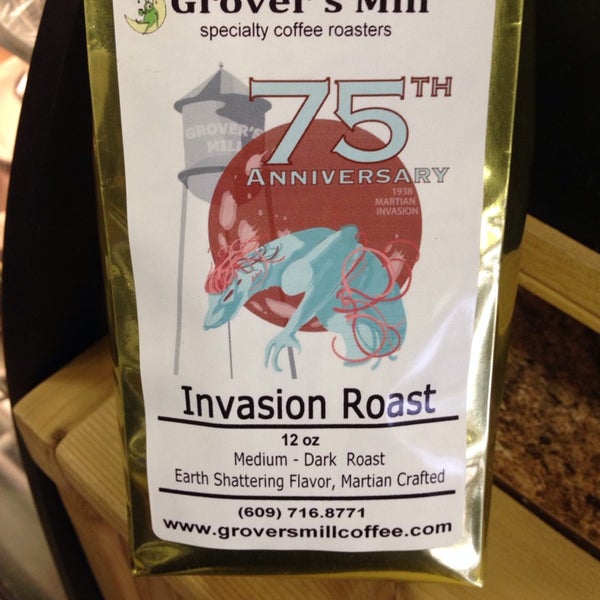 Grover's Mill
specialty coffee roasters
GROVER'S
MILL
75TH
ANNIVERSARY
1938
MARTIAN
INVASION
Invasion Roast
12 oz
Medium - Dark Roast
Earth Shattering Flavor, Martian Crafted
(609) 716.8771
www.groversmillcoffee.com